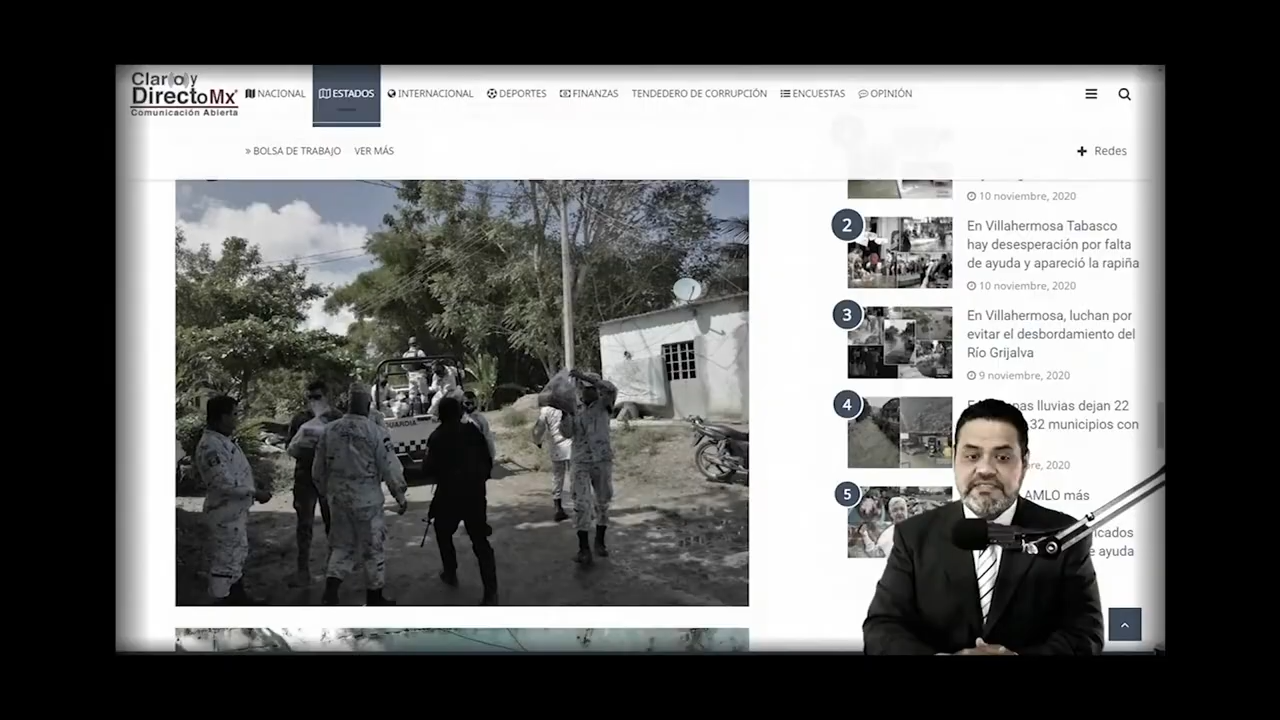 Claro y
DirectoMx
Comunicación Abierta
NACIONAL
ESTADOS
INTERNACIONAL
DEPORTES
FINANZAS
TENDEDERO DE CORRUPCIÓN
ENCUESTAS
OPINIÓN
» BOLSA DE TRABAJO
VER MÁS
+ Redes
10 noviembre, 2020
2
En Villahermosa Tabasco
hay desesperación por falta
de ayuda y apareció la rapiña
10 noviembre, 2020
3
En Villahermosa, luchan por
evitar el desbordamiento del
Río Grijalva
9 noviembre, 2020
4
lluvias dejan 22
32 municipios con
2020
5
AMLO más
ayuda
GUARDIA